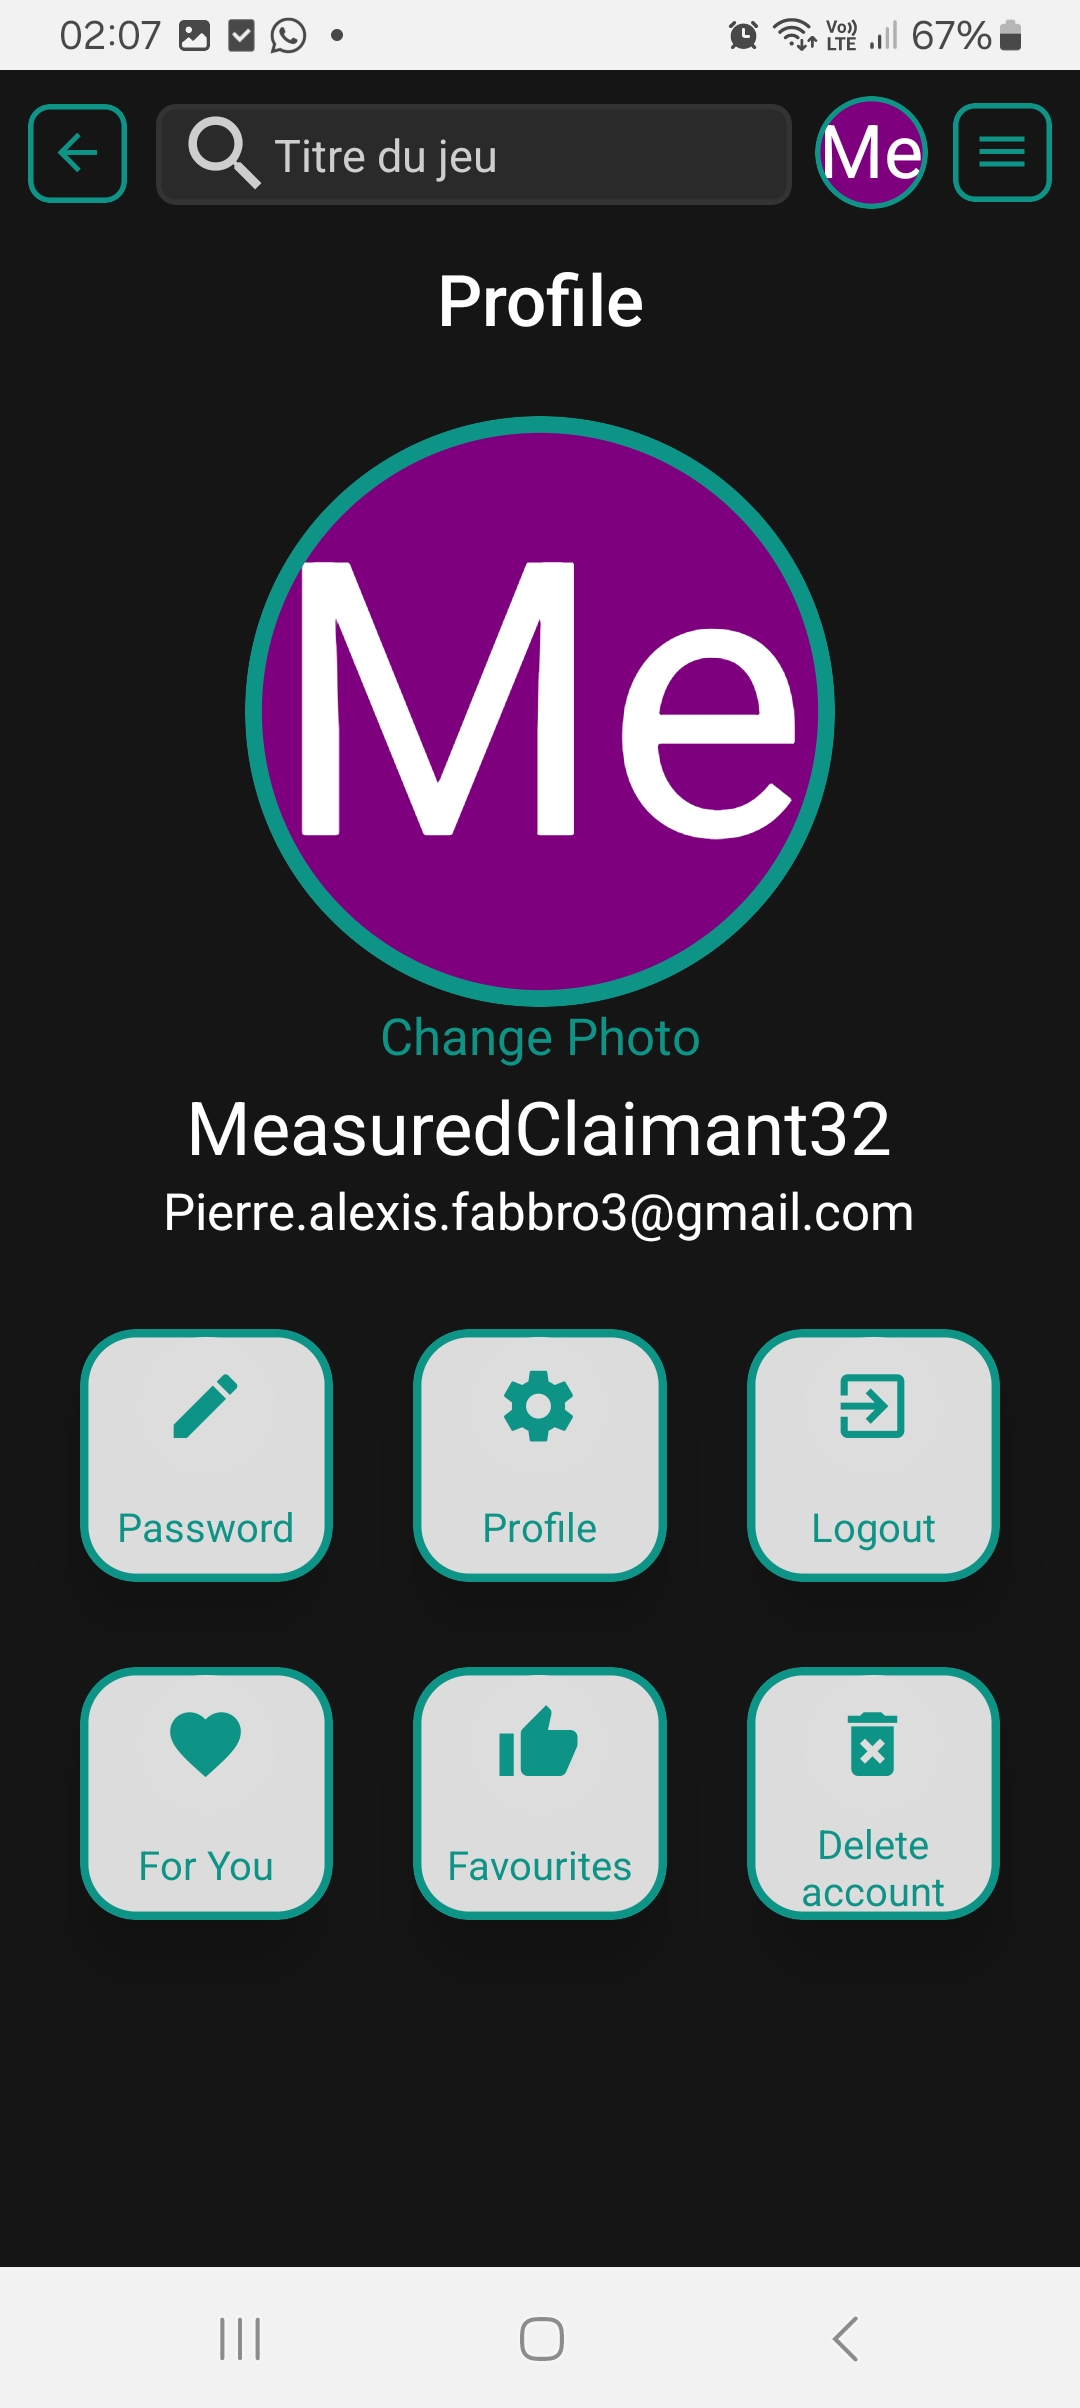 02:07
Vo)) LTE 67%
Titre du jeu
Me
Profile
Me
Change Photo
MeasuredClaimant32
Pierre.alexis.fabbro3@gmail.com
Password
Profile
Logout
For You
Favourites
Delete
account